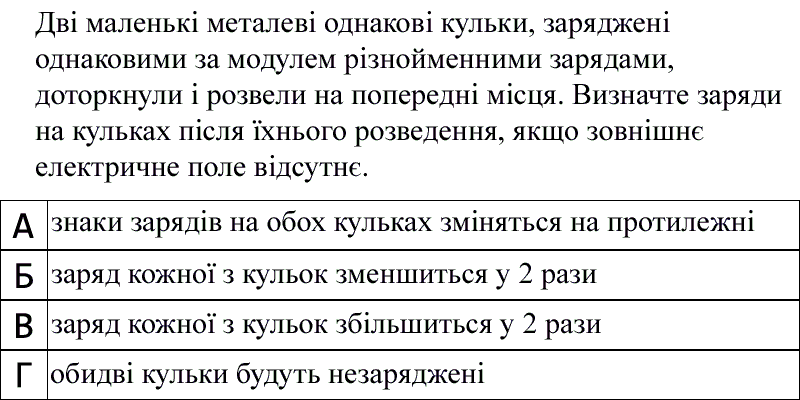 Дві маленькі металеві однакові кульки, заряджені
однаковими за модулем різнойменними зарядами,
доторкнули і розвели на попередні місця. Визначте заряди
на кульках після їхнього розведення, якщо зовнішнє
електричне поле відсутнє.
А знаки зарядів на обох кульках зміняться на протилежні
Б заряд кожної з кульок зменшиться у 2 рази
В заряд кожної з кульок збільшиться у 2 рази
Г обидві кульки будуть незаряджені